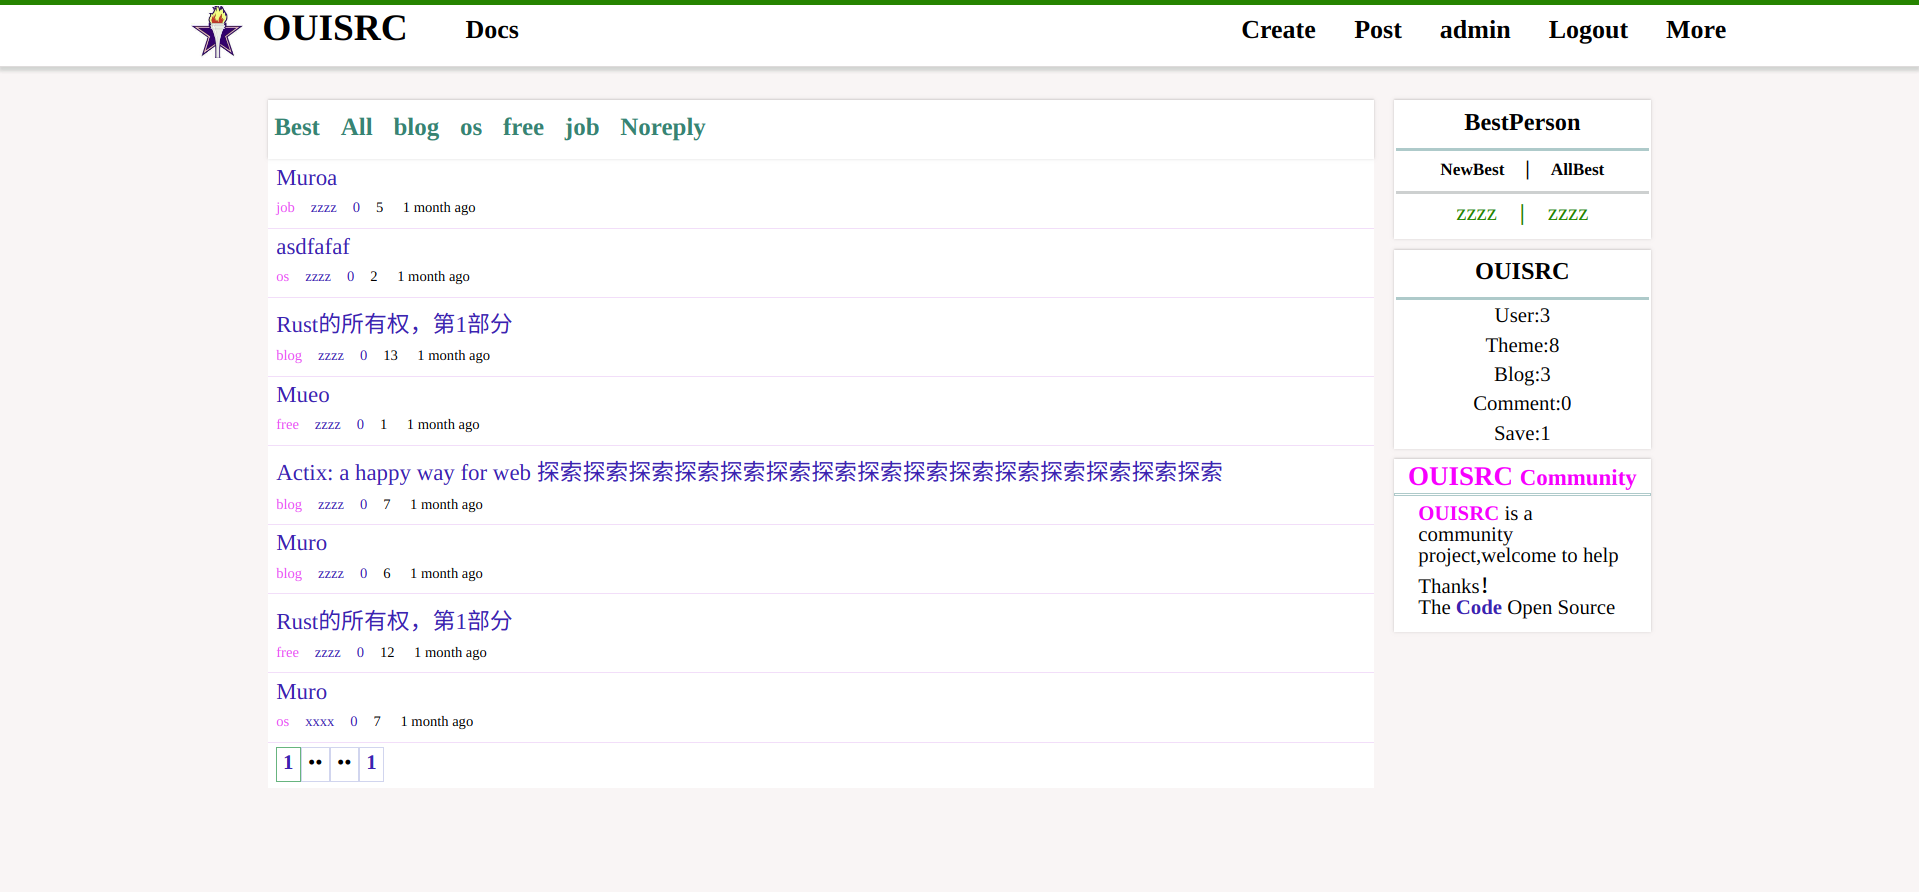 OUISRC Docs Create Post admin Logout More
Best All blog os free job Noreply
Muroa
job zzzz 0 5 1 month ago
asdfafaf
os zzzz 0 2 1 month ago
Rust的所有权，第1部分
blog zzzz 0 13 1 month ago
Mueo
free zzzz 0 1 1 month ago
Actix: a happy way for web 探索探索探索探索探索探索探索探索探索探索探索探索探索探索探索
blog zzzz 0 7 1 month ago
Muro
blog zzzz 0 6 1 month ago
Rust的所有权，第1部分
free zzzz 0 12 1 month ago
Muro
os xxxx 0 7 1 month ago
1 •• •• 1
BestPerson
NewBest | AllBest
zzzz | zzzz
OUISRC
User:3
Theme:8
Blog:3
Comment:0
Save:1
OUISRC Community
OUISRC is a
community
project,welcome to help
Thanks！
The Code Open Source